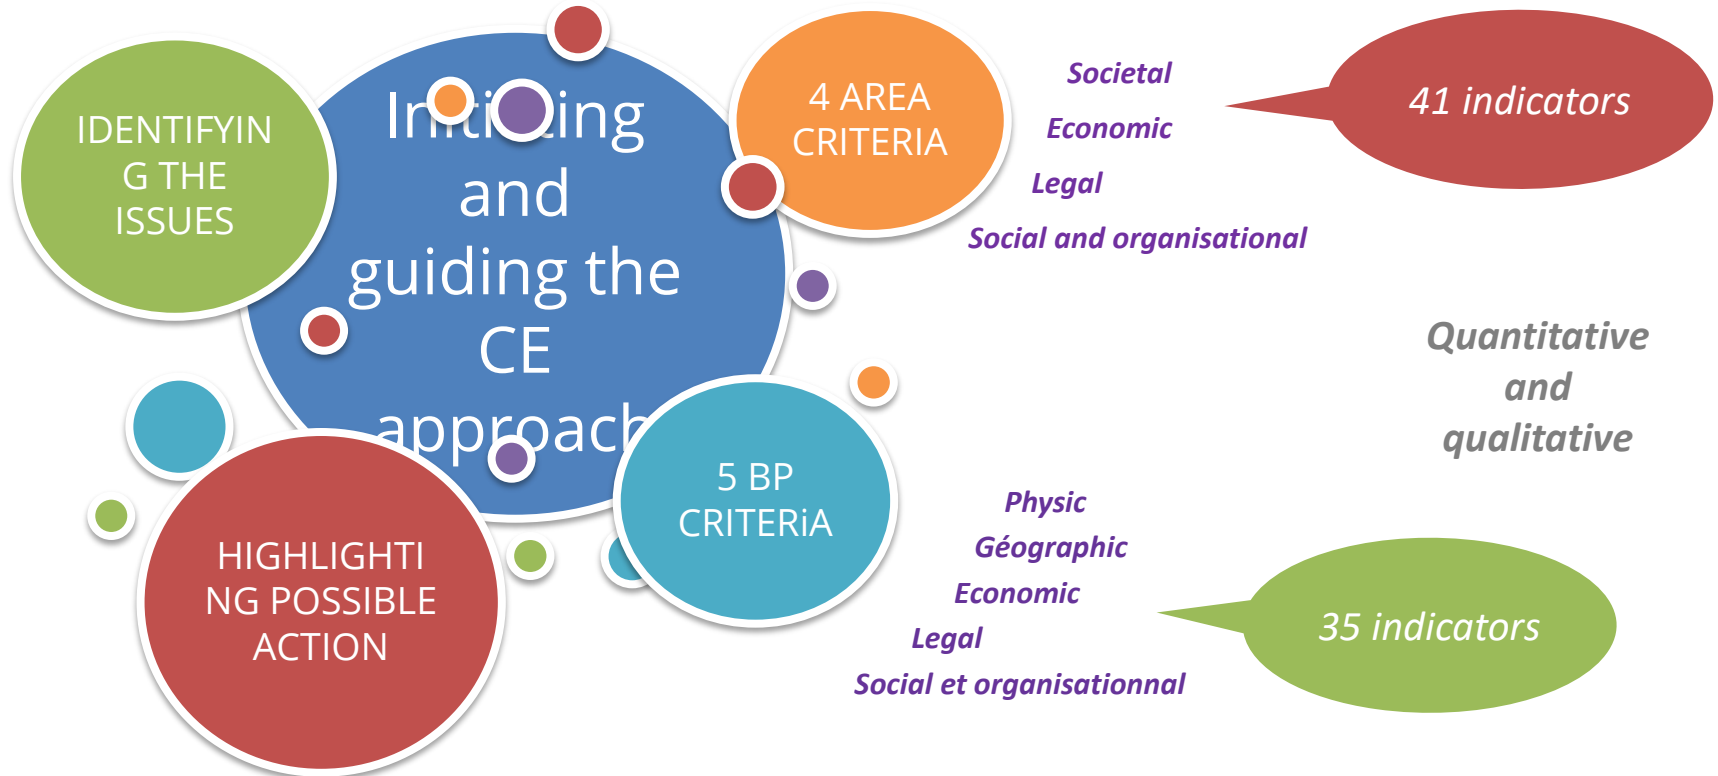 IDENTIFYIN
G THE
ISSUES
Initiating
and
guiding the
CE
approach
4 AREA
CRITERIA
Societal
Economic
Legal
Social and organisational
41 indicators
Quantitative
and
qualitative
HIGHLIGHTI
NG POSSIBLE
ACTION
5 BP
CRITERiA
Physic
Géographic
Economic
Legal
Social et organisationnal
35 indicators